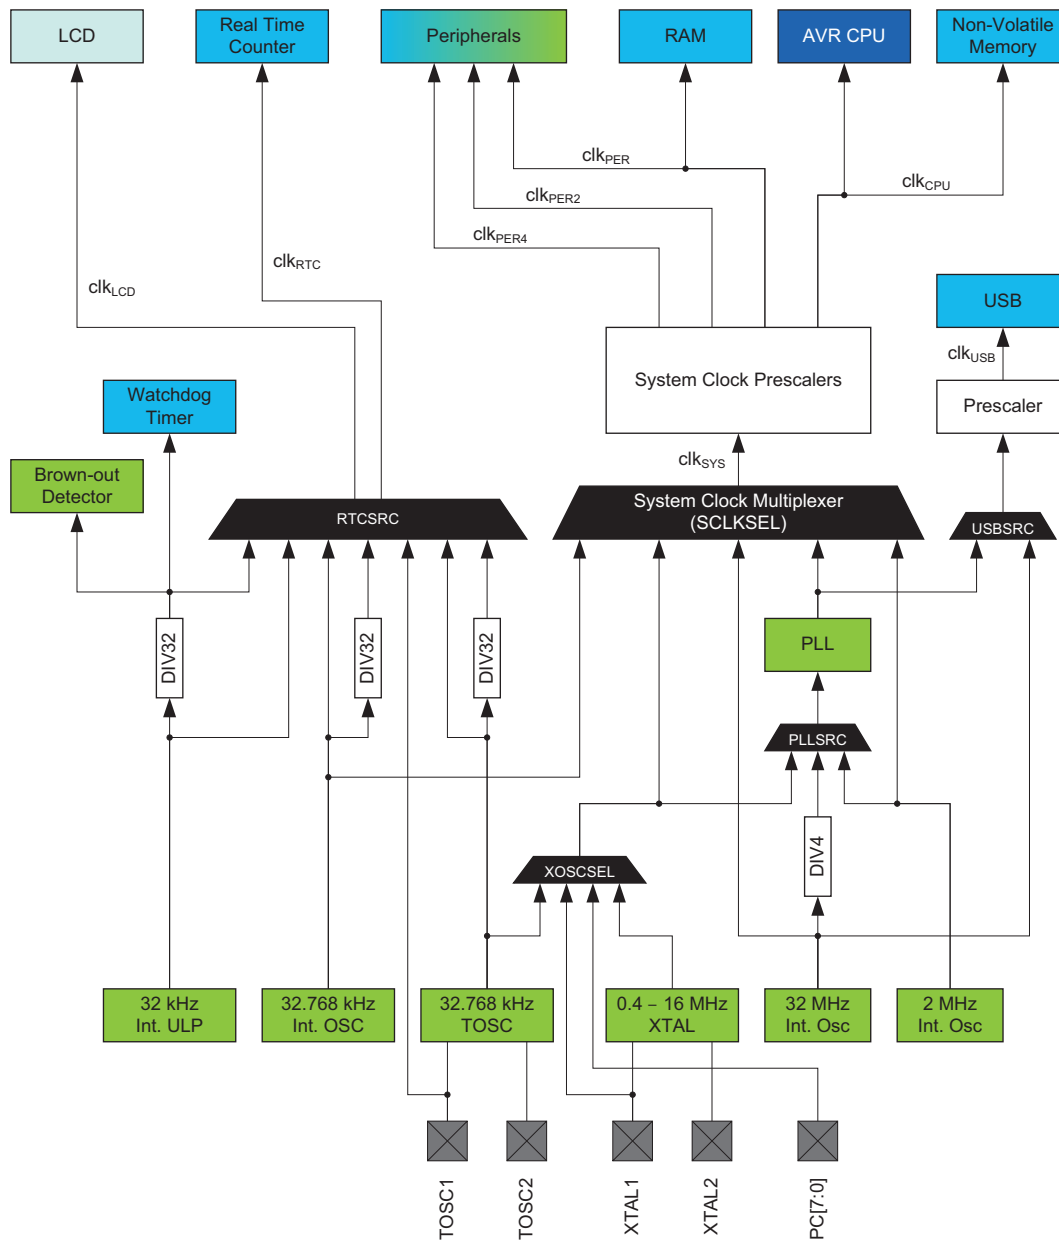 LCD
Real Time
Counter
Peripherals
RAM
AVR CPU
Non-Volatile
Memory
clkPER
clkCPU
clkPER2
clkPER4
clkRTC
clkLCD
USB
clkUSB
System Clock Prescalers
Prescaler
Watchdog
Timer
clkSYS
Brown-out
Detector
RTCSRC
System Clock Multiplexer
(SCLKSEL)
USBSRC
DIV32
DIV32
DIV32
PLL
PLLSRC
DIV4
XOSCSEL
32 kHz
Int. ULP
32.768 kHz
Int. OSC
32.768 kHz
TOSC
0.4 – 16 MHz
XTAL
32 MHz
Int. Osc
2 MHz
Int. Osc
TOSC1
TOSC2
XTAL1
XTAL2
PC[7:0]